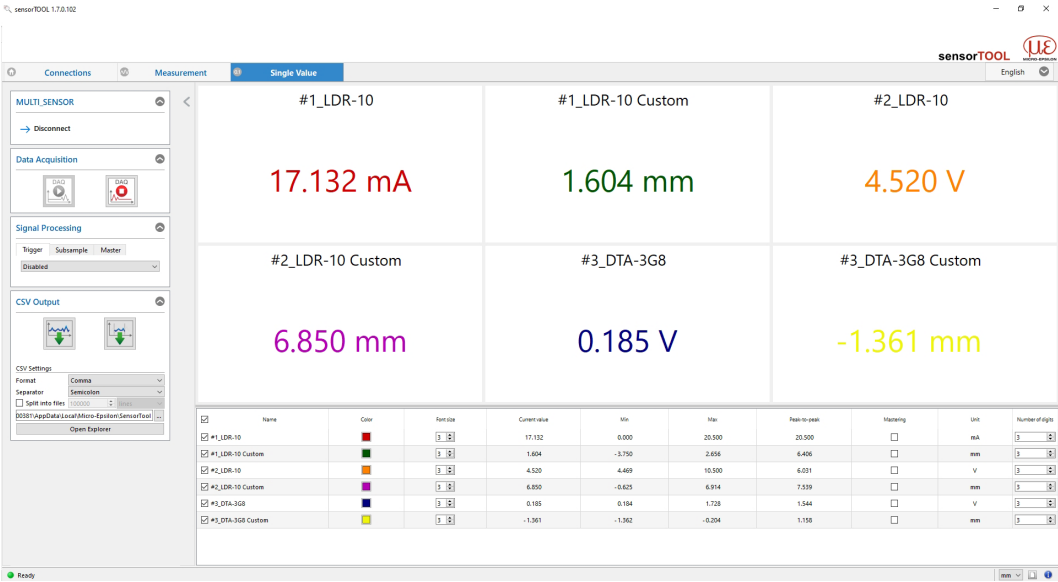 sensorTOOL 1.7.0.102
sensorTOOL
με
MICRO-EPSILON
Connections Measurement Single Value English
MULTI_SENSOR
Disconnect
Data Acquisition
DAQ DAQ
Signal Processing
Trigger Subsample Master
Disabled
CSV Output
CSV Settings
Format Comma
Separator Semicolon
Split into files 100000 lines
00381\AppData\Local\Micro-Epsilon\SensorTool ...
Open Explorer
#1_LDR-10 #1_LDR-10 Custom #2_LDR-10
17.132 mA 1.604 mm 4.520 V
#2_LDR-10 Custom #3_DTA-3G8 #3_DTA-3G8 Custom
6.850 mm 0.185 V -1.361 mm
Name Color Font size Current value Min Max Peak-to-peak Mastering Unit Number of digits
#1_LDR-10 3 17.132 0.000 20.500 20.500 mA 3
#1_LDR-10 Custom 3 1.604 -3.750 2.656 6.406 mm 3
#2_LDR-10 3 4.520 4.469 10.500 6.031 V 3
#2_LDR-10 Custom 3 6.850 -0.625 6.914 7.539 mm 3
#3_DTA-3G8 3 0.185 0.184 1.728 1.544 V 3
#3_DTA-3G8 Custom 3 -1.361 -1.362 -0.204 1.158 mm 3
Ready mm